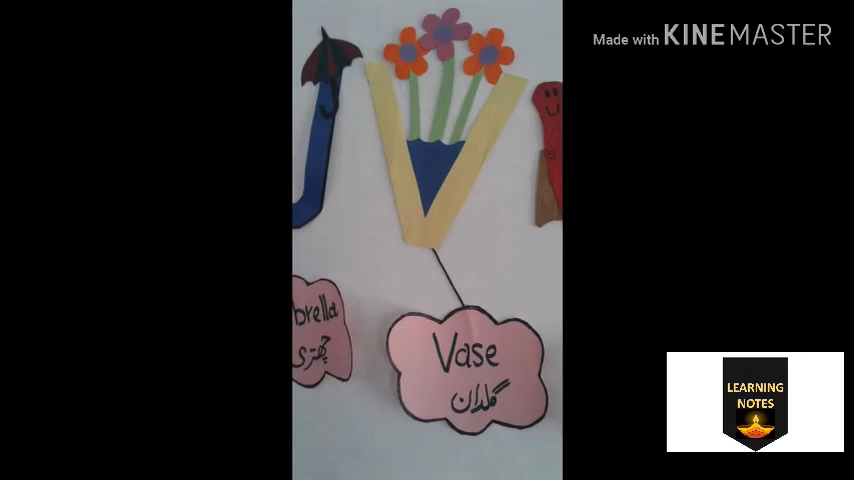 Made with KINEMASTER
brella
چھتری
Vase
گلدان
LEARNING
NOTES